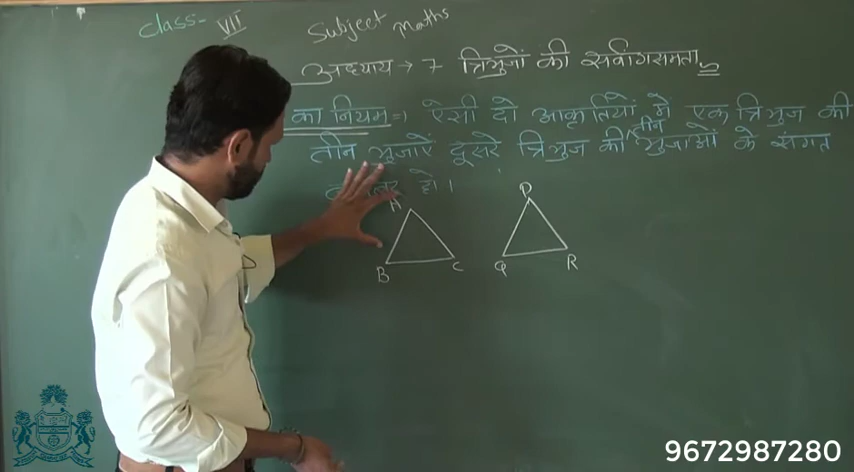 Class- VII Subject Maths
अध्याय → 7 त्रिभुजों की सर्वांगसमता
का नियम =) ऐसी दो आकृतियों में एक त्रिभुज की
तीन भुजाऐं दूसरे त्रिभुज की तीन भुजाओं के संगत
हो।
A P
B C Q R
9672987280